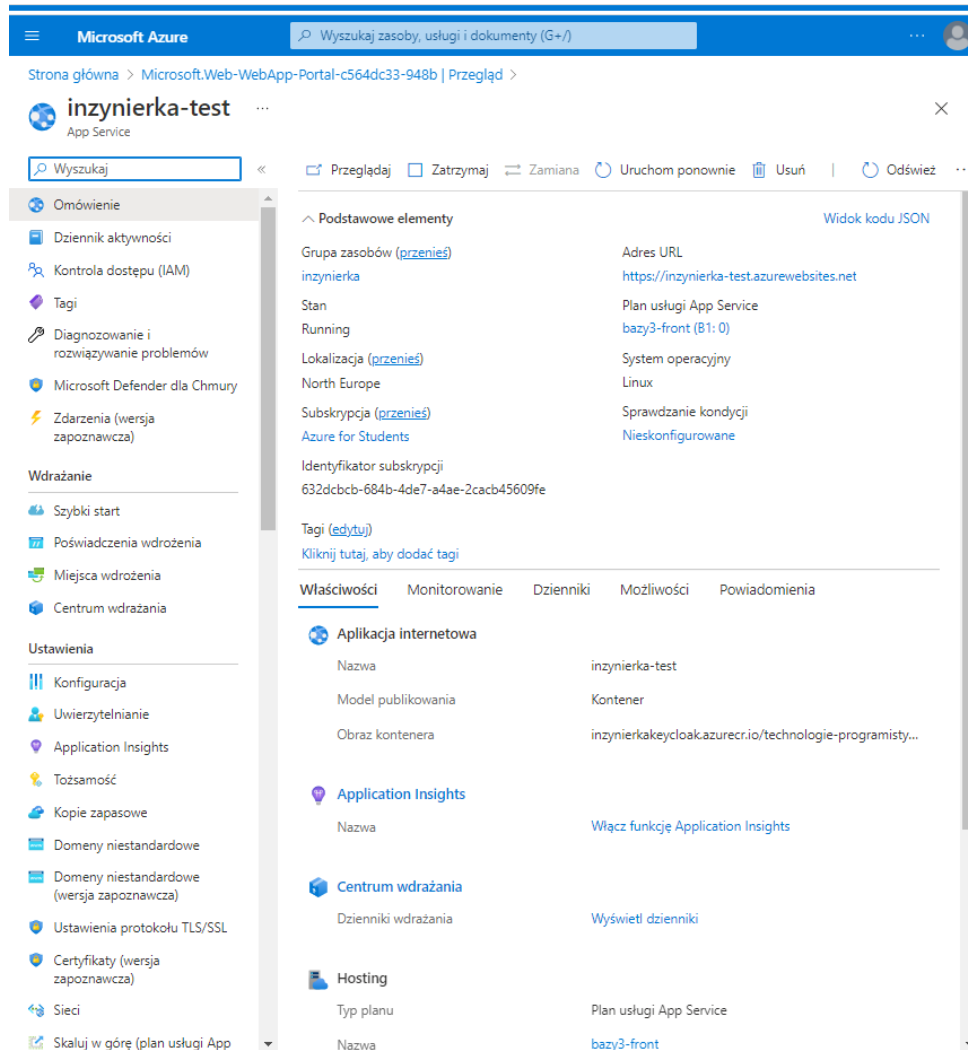 Microsoft Azure
Wyszukaj zasoby, usługi i dokumenty (G+/)
Strona główna > Microsoft.Web-WebApp-Portal-c564dc33-948b | Przegląd >
inzynierka-test ...
App Service
Wyszukaj
Omówienie
Dziennik aktywności
Kontrola dostępu (IAM)
Tagi
Diagnozowanie i
rozwiązywanie problemów
Microsoft Defender dla Chmury
Zdarzenia (wersja
zapoznawcza)
Wdrażanie
Szybki start
Poświadczenia wdrożenia
Miejsca wdrożenia
Centrum wdrażania
Ustawienia
Konfiguracja
Uwierzytelnianie
Application Insights
Tożsamość
Kopie zapasowe
Domeny niestandardowe
Domeny niestandardowe
(wersja zapoznawcza)
Ustawienia protokołu TLS/SSL
Certyfikaty (wersja
zapoznawcza)
Sieci
Skaluj w górę (plan usługi App
Przeglądaj Zatrzymaj Zamiana Uruchom ponownie Usuń Odśwież
Podstawowe elementy Widok kodu JSON
Grupa zasobów (przenieś)
inzynierka
Stan
Running
Lokalizacja (przenieś)
North Europe
Subskrypcja (przenieś)
Azure for Students
Identyfikator subskrypcji
632dcbcb-684b-4de7-a4ae-2cacb45609fe
Adres URL
https://inzynierka-test.azurewebsites.net
Plan usługi App Service
bazy3-front (B1: 0)
System operacyjny
Linux
Sprawdzanie kondycji
Nieskonfigurowane
Tagi (edytuj)
Kliknij tutaj, aby dodać tagi
Właściwości Monitorowanie Dzienniki Możliwości Powiadomienia
Aplikacja internetowa
Nazwa inzynierka-test
Model publikowania Kontener
Obraz kontenera inzynierkakeycloak.azurecr.io/technologie-programisty...
Application Insights
Nazwa Włącz funkcję Application Insights
Centrum wdrażania
Dzienniki wdrażania Wyświetl dzienniki
Hosting
Typ planu Plan usługi App Service
Nazwa bazy3-front